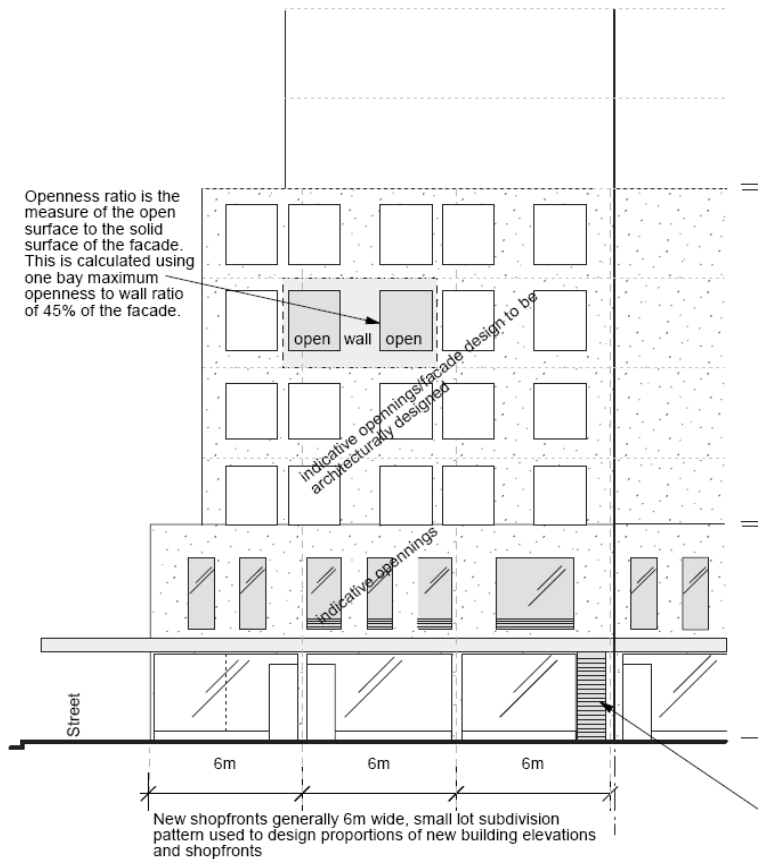 Openness ratio is the
measure of the open
surface to the solid
surface of the facade.
This is calculated using
one bay maximum
openness to wall ratio
of 45% of the facade.
open wall open
indicative opennings/facade design to be
architecturally designed
indicative opennings
Street
6m 6m 6m
New shopfronts generally 6m wide, small lot subdivision
pattern used to design proportions of new building elevations
and shopfronts